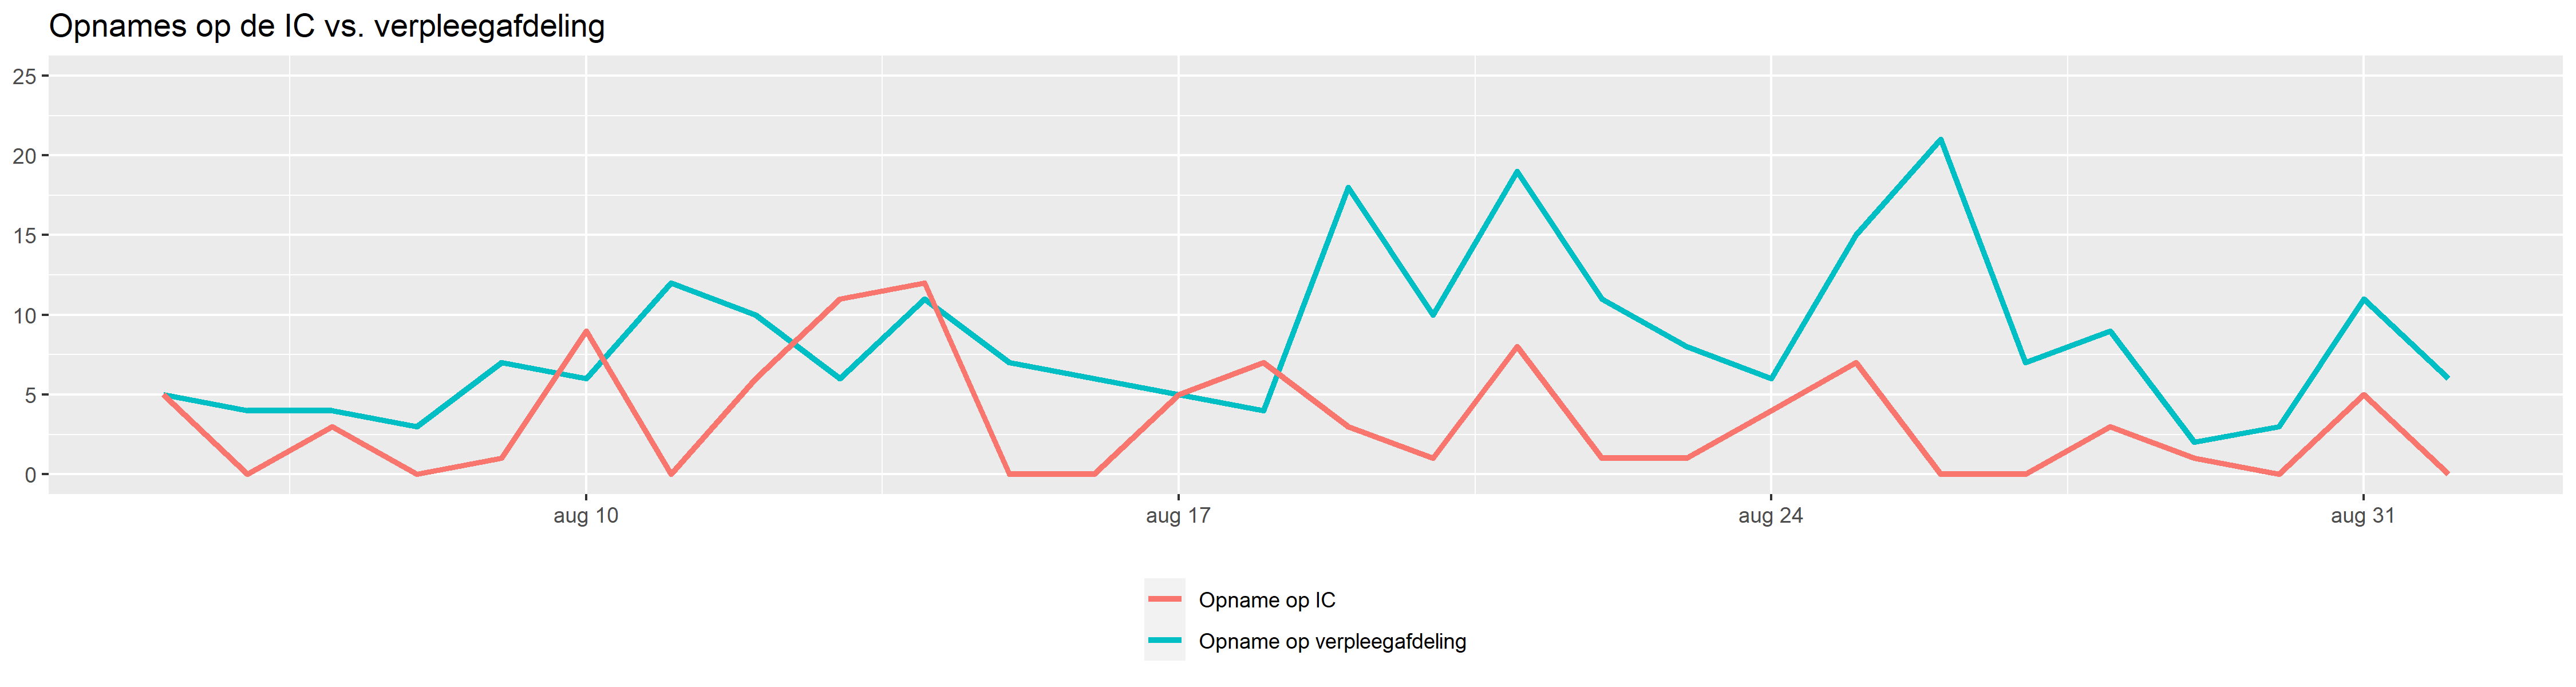 Opnames op de IC vs. verpleegafdeling
25
20
15
10
5
0
aug 10 aug 17 aug 24 aug 31
Opname op IC
Opname op verpleegafdeling